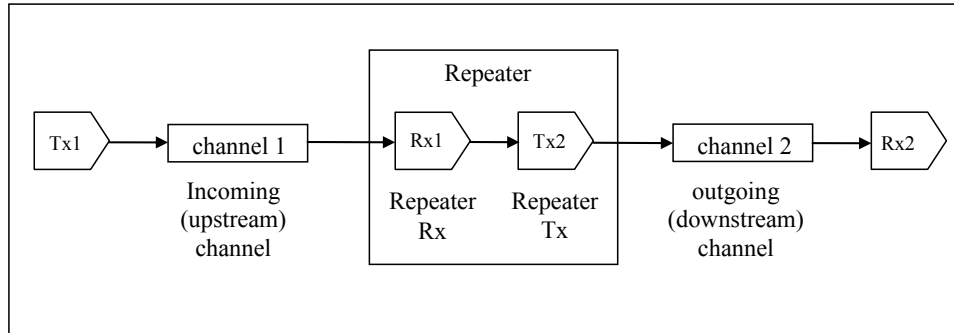 Repeater
Tx1
channel 1
Rx1
Tx2
channel 2
Rx2
Incoming
(upstream)
channel
Repeater
Rx
Repeater
Tx
outgoing
(downstream)
channel